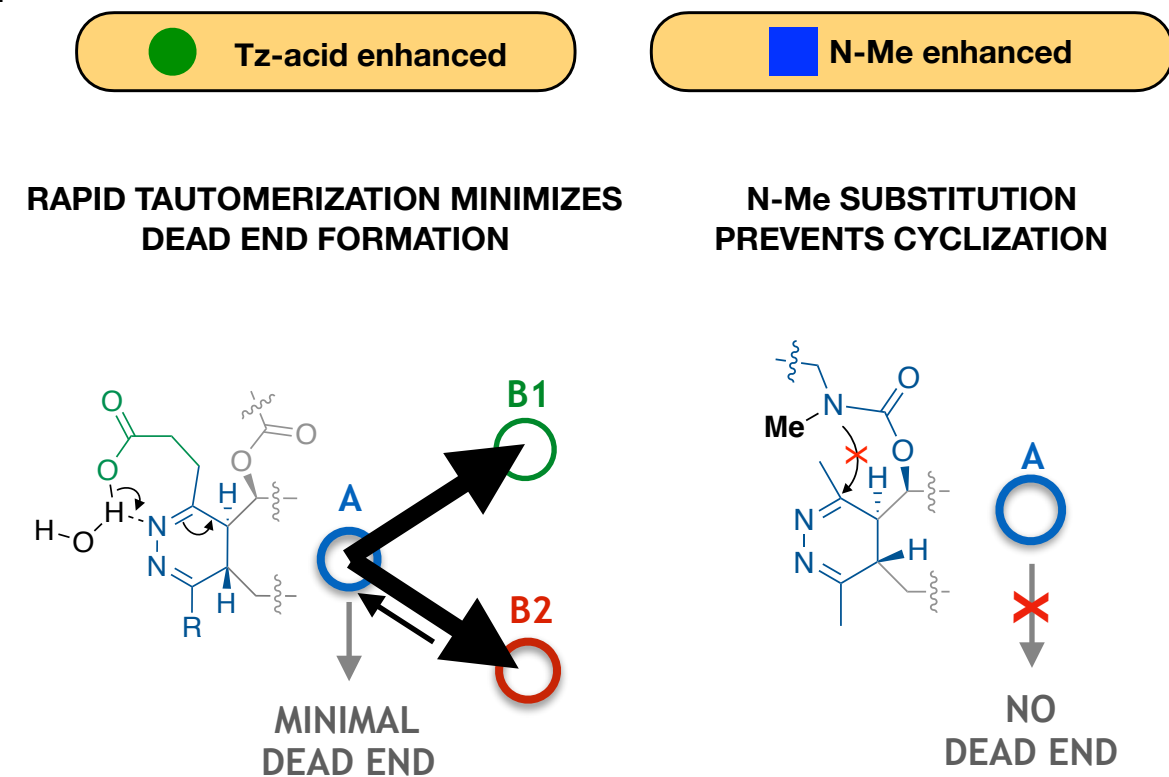 Tz-acid enhanced
N-Me enhanced
RAPID TAUTOMERIZATION MINIMIZES
DEAD END FORMATION
N-Me SUBSTITUTION
PREVENTS CYCLIZATION
O
O
H
H
O
N
N
R
H
H
O
O
A
B1
B2
MINIMAL
DEAD END
N
Me
O
O
H
H
N
N
A
NO
DEAD END